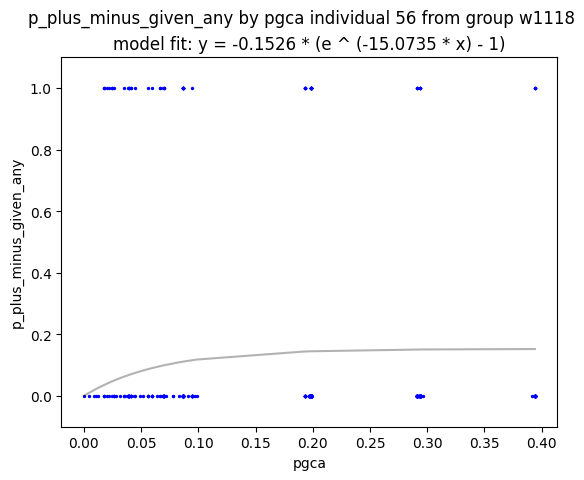 p_plus_minus_given_any by pgca individual 56 from group w1118
model fit: y = -0.1526 * (e ^ (-15.0735 * x) - 1)
1.0
0.8
0.6
0.4
0.2
0.0
p_plus_minus_given_any
0.00 0.05 0.10 0.15 0.20 0.25 0.30 0.35 0.40
pgca